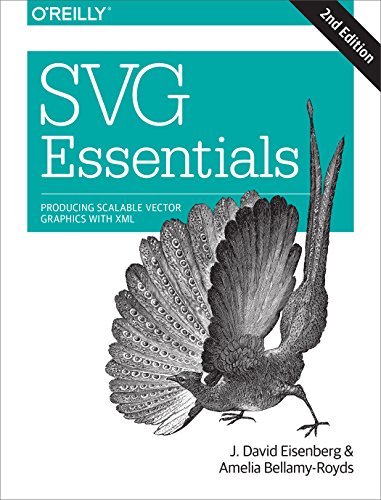 O'REILLY®
2nd Edition
SVG
Essentials
PRODUCING SCALABLE VECTOR
GRAPHICS WITH XML
J. David Eisenberg &
Amelia Bellamy-Royds